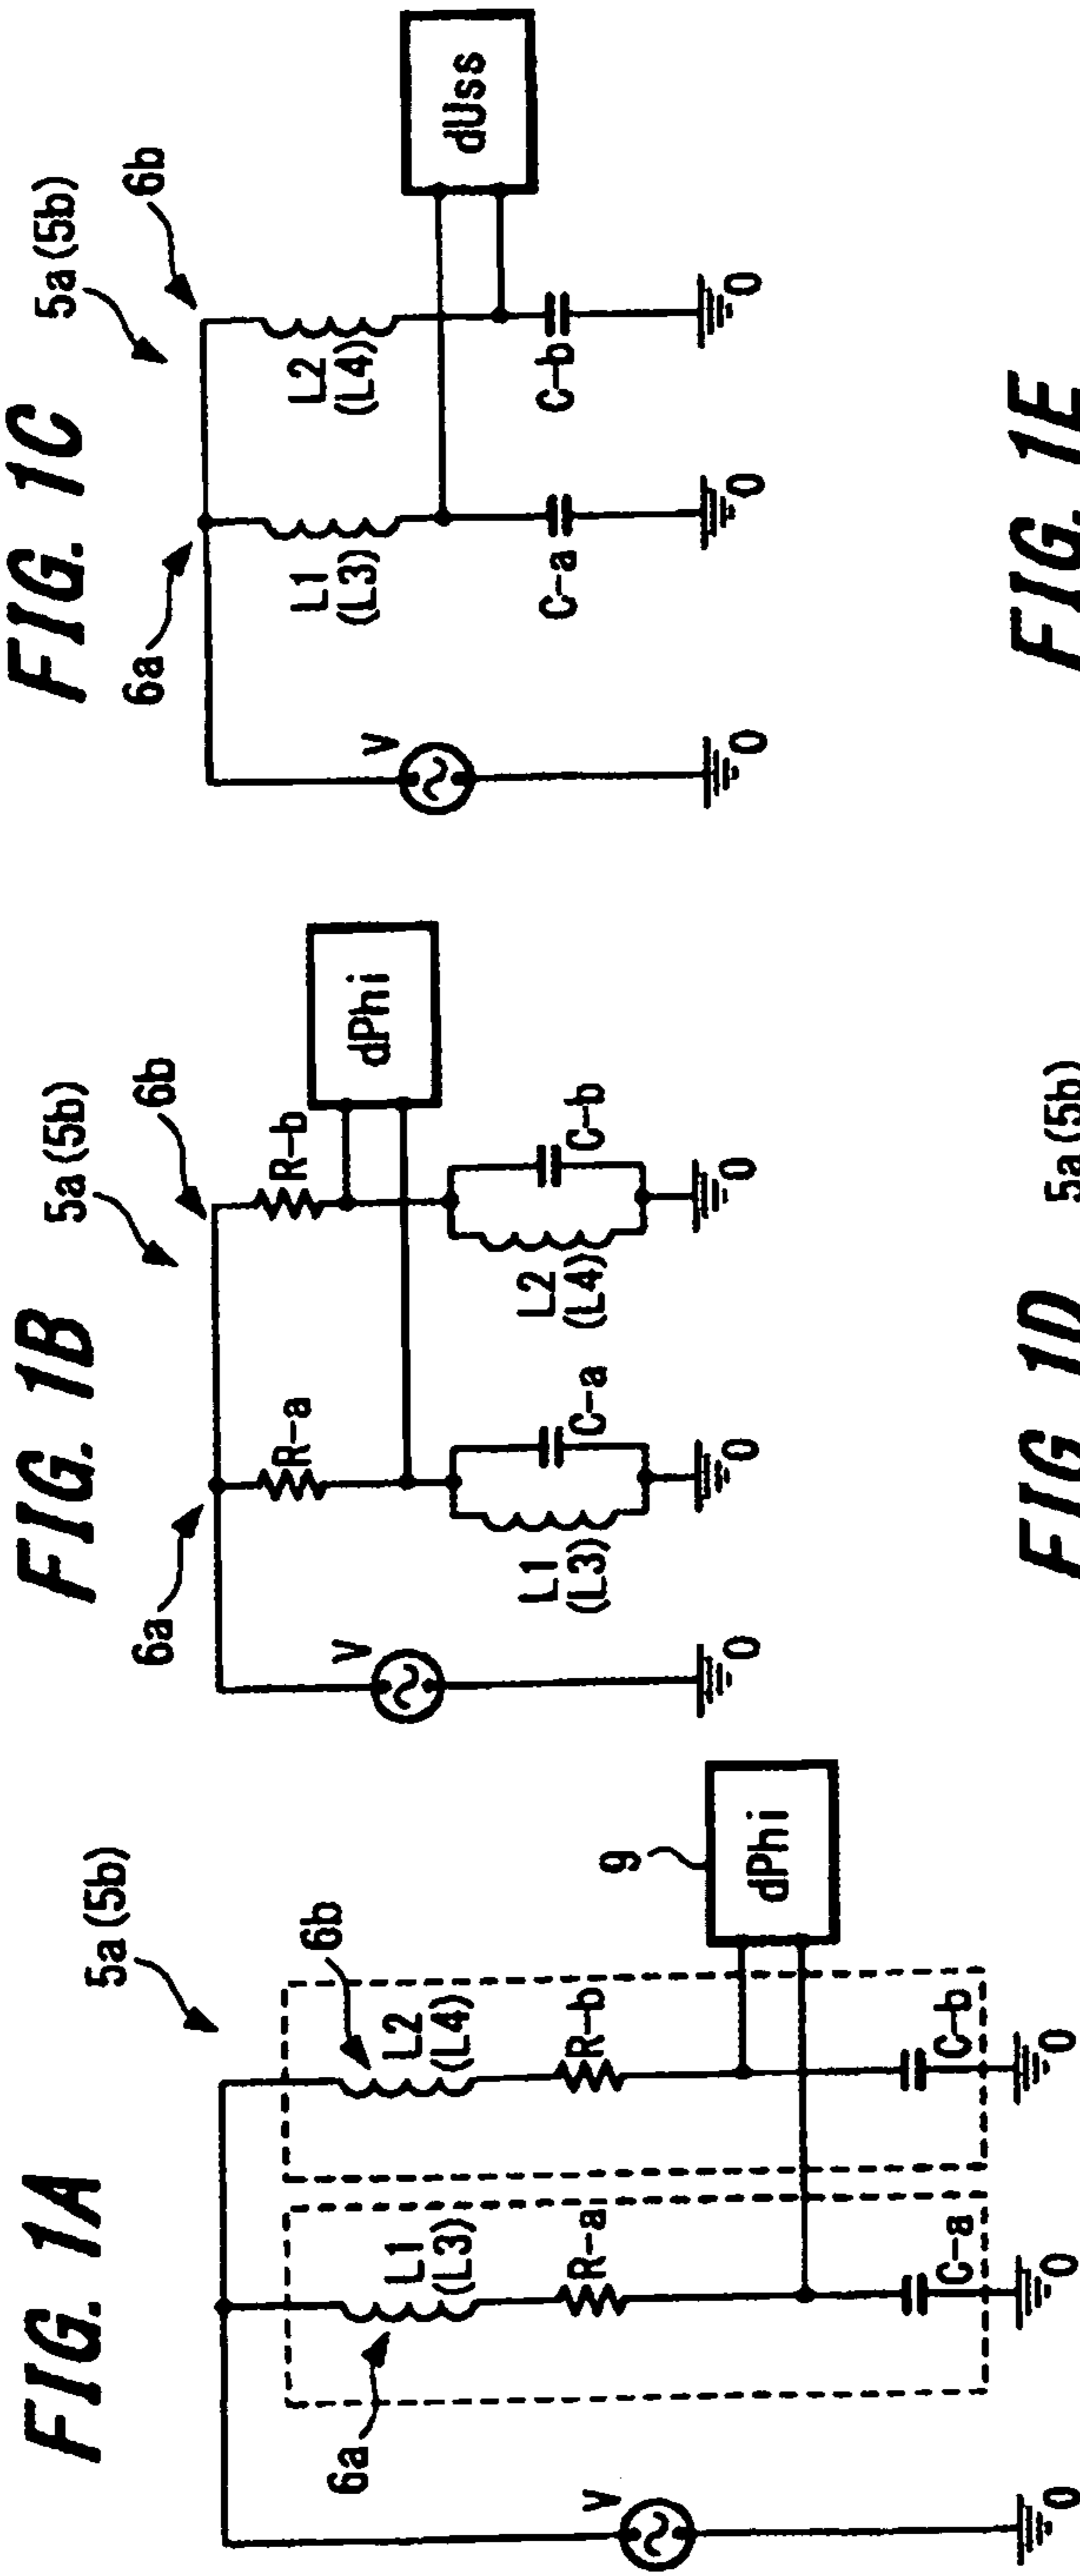 FIG. 1A
5a (5b)
6a
6b
L1
(L3)
L2
(L4)
R-a
R-b
9
dPhi
V
C-a
C-b
0
0
0
FIG. 1B
5a (5b)
6a
6b
R-a
R-b
dPhi
V
L1
(L3)
C-a
L2
(L4)
C-b
0
0
0
FIG. 1C
5a (5b)
6a
6b
L1
(L3)
L2
(L4)
dUss
V
C-a
C-b
0
0
0
FIG. 1D
5a (5b)
FIG. 1E